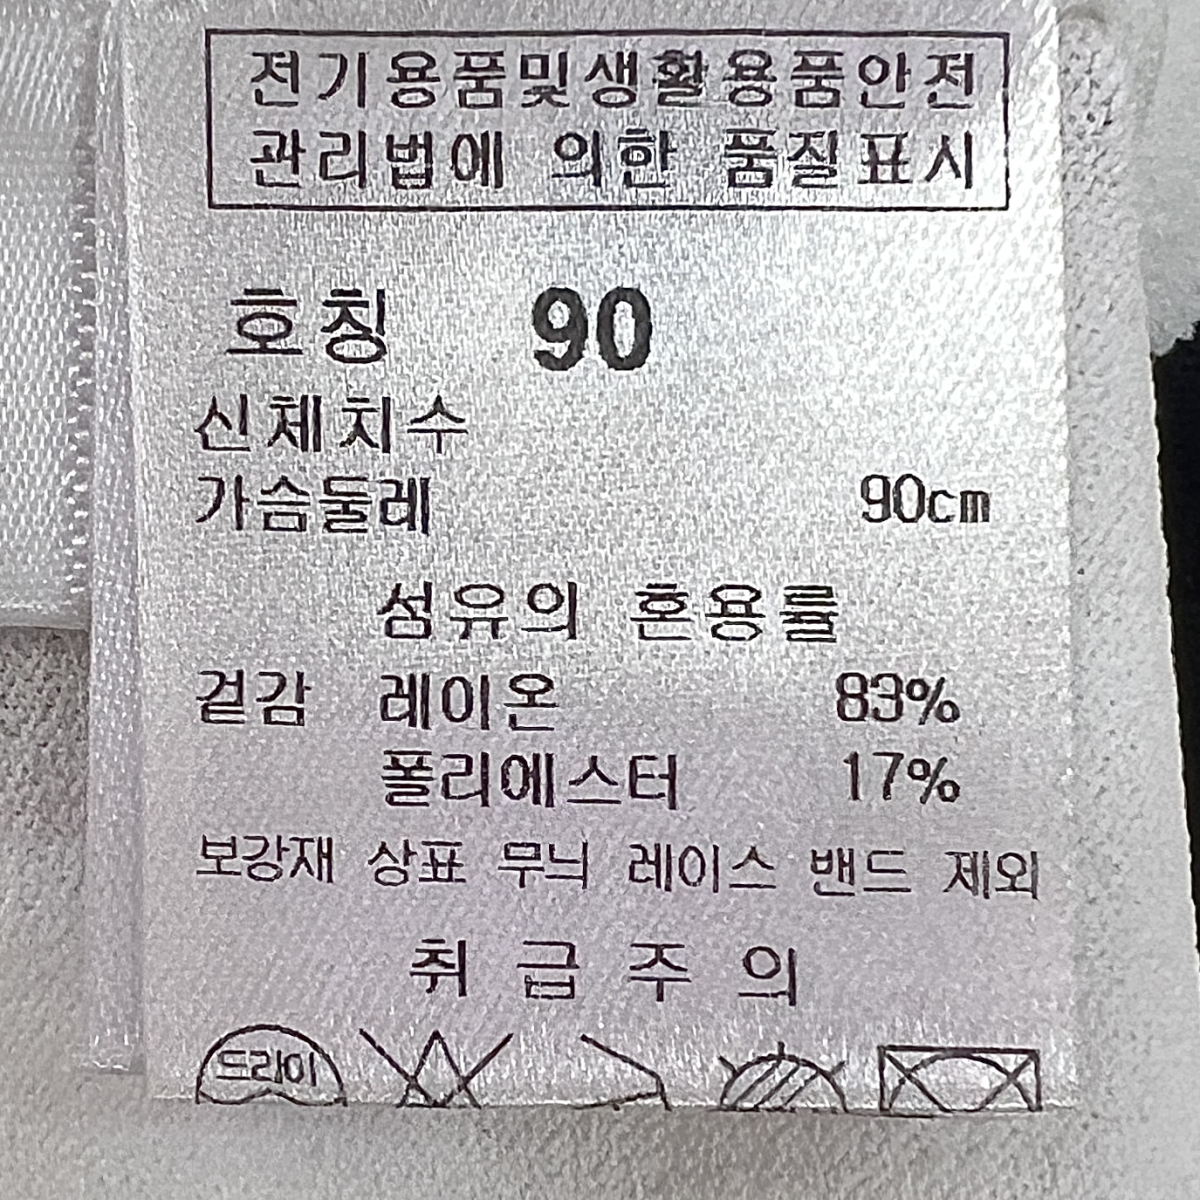 전기용품및생활용품안전
관리법에 의한 품질표시
호칭 90
신체치수
가슴둘레 90cm
섬유의 혼용률
겉감 레이온 83%
폴리에스터 17%
보강재 상표 무늬 레이스 밴드 제외
취급주의
드라이